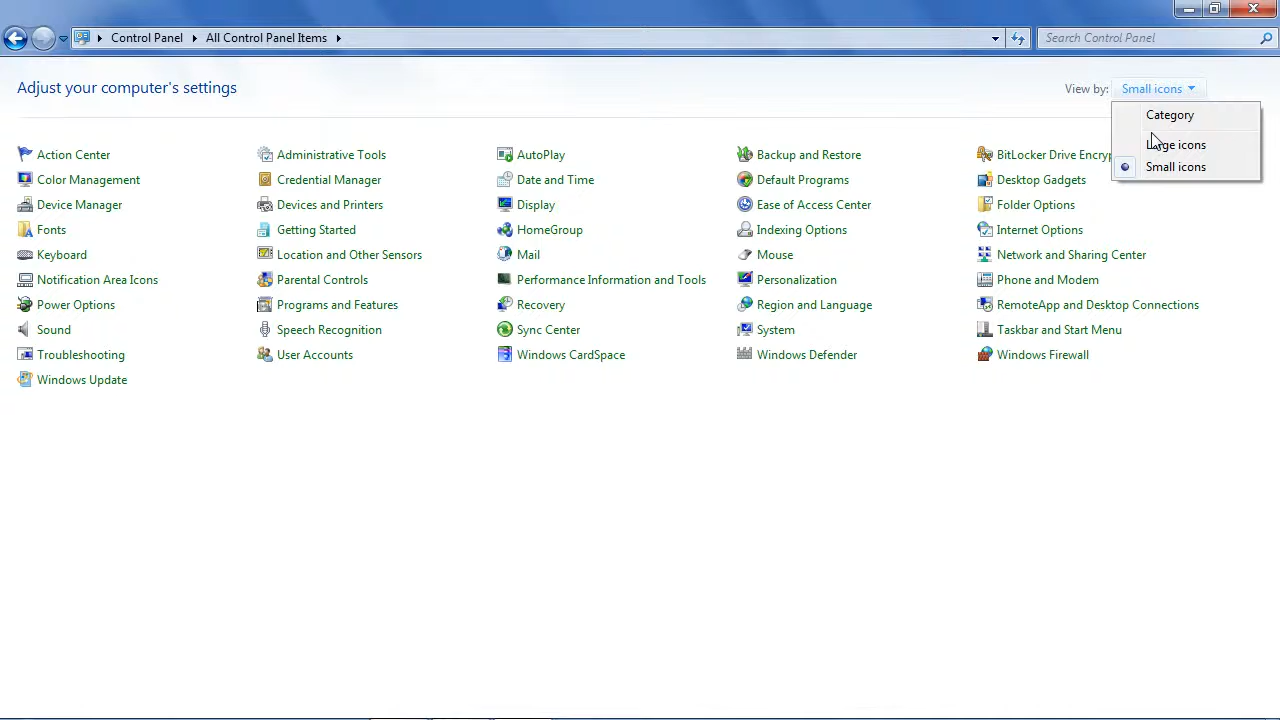 Control Panel All Control Panel Items Search Control Panel
Adjust your computer's settings View by: Small icons
Category
Large icons
Small icons
Action Center Administrative Tools AutoPlay Backup and Restore
Color Management Credential Manager Date and Time Default Programs Desktop Gadgets
Device Manager Devices and Printers Display Ease of Access Center Folder Options
Fonts Getting Started HomeGroup Indexing Options Internet Options
Keyboard Location and Other Sensors Mail Mouse Network and Sharing Center
Notification Area Icons Parental Controls Performance Information and Tools Personalization Phone and Modem
Power Options Programs and Features Recovery Region and Language RemoteApp and Desktop Connections
Sound Speech Recognition Sync Center System Taskbar and Start Menu
Troubleshooting User Accounts Windows CardSpace Windows Defender Windows Firewall
Windows Update
BitLocker Drive Encryp